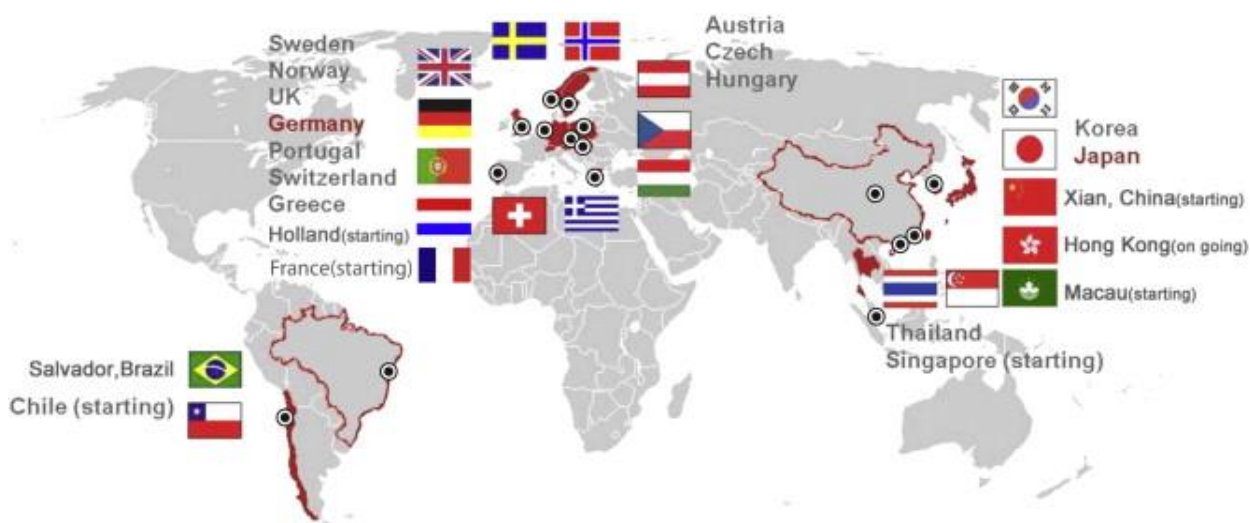 Sweden
Norway
UK
Germany
Portugal
Switzerland
Greece
Holland(starting)
France(starting)
Austria
Czech
Hungary
Korea
Japan
Xian, China(starting)
Hong Kong(on going)
Macau(starting)
Thailand
Singapore (starting)
Salvador,Brazil
Chile (starting)